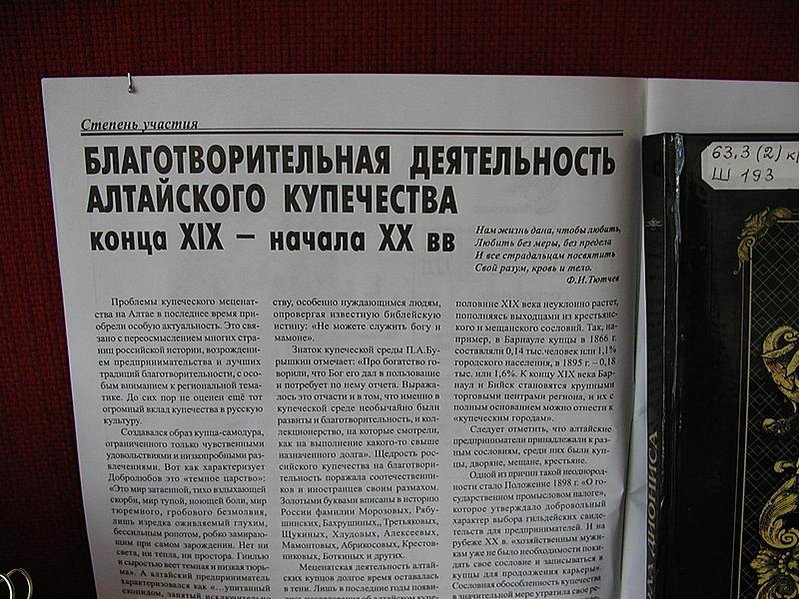 Степень участия
БЛАГОТВОРИТЕЛЬНАЯ ДЕЯТЕЛЬНОСТЬ
АЛТАЙСКОГО КУПЕЧЕСТВА
конца XIX – начала XX вв
Нам жизнь дана, чтобы любить,
Любить без меры, без предела
И все страдальцам посвятить
Свой разум, кровь и тело.
Ф.И.Тютчев
Проблемы купеческого меценат-
ства на Алтае в последнее время при-
обрели особую актуальность. Это свя-
зано с переосмыслением многих стра-
ниц российской истории, возрождением
предпринимательства и лучших
традиций благотворительности, с осо-
бым вниманием к региональной тема-
тике. До сих пор не оценен ещё тот
огромный вклад купечества в русскую
культуру.
Создавался образ купца-самодура,
ограниченного только чувственными
удовольствиями и низкопробными раз-
влечениями. Вот как характеризует
Добролюбов это «темное царство»:
«Это мир затаенной, тихо вздыхающей
скорби, мир тупой, ноющей боли, мир
тюремного, гробового безмолвия,
лишь изредка оживляемый глухим,
бессильным ропотом, робко замираю-
щим при самом зарождении. Нет ни
света, ни тепла, ни простора. Гнилью
и сыростью веет темная и низкая тюрь-
ма». А алтайский предприниматель
характеризовался как «…упитанный
скопидом, занятый исключительно
ству, особенно нуждающимся людям,
опровергая известную библейскую
истину: «Не можете служить богу и
мамоне».
Знаток купеческой среды П.А.Бу-
рышкин отмечает: «Про богатство го-
ворили, что Бог его дал в пользование
и потребует по нему отчета. Выража-
лось это отчасти и в том, что именно в
купеческой среде необычайно были
развиты и благотворительность, и кол-
лекционерство, на которые смотрели,
как на выполнение какого-то свыше
назначенного долга». Щедрость рос-
сийского купечества на благотвори-
тельность поражала соотечественни-
ков и иностранцев своим размахом.
Золотыми буквами вписаны в историю
России фамилии Морозовых, Рябу-
шинских, Бахрушиных,, Третьяковых,
Щукиных, Хлудовых, Алексеевых,
Мамонтовых, Абрикосовых, Крестов-
никовых, Боткиных и других.
Меценатская деятельность алтай-
ских купцов долгое время оставалась
в тени. Лишь в последние годы появи-
половине XIX века неуклонно растет,
пополняясь выходцами из крестьянс-
кого и мещанского сословий. Так, на-
пример, в Барнауле купцы в 1866 г.
составляли 0,14 тыс.человек или 1,1%
городского населения, в 1895 г. – 0,18
тыс. или 1,6%. К концу XIX века Бар-
наул и Бийск становятся крупными
торговыми центрами региона, и их с
полным основанием можно отнести к
«купеческим городам».
Следует отметить, что алтайские
предприниматели принадлежали к раз-
ным сословиям, среди них были куп-
цы, дворяне, мещане, крестьяне.
Одной из причин такой неоднород-
ности стало Положение 1898 г. «О го-
сударственном промысловом налоге»,
которое утверждало добровольный
характер выбора гильдейских свиде-
тельств для предпринимателей. И на
рубеже XX в. «хозяйственным мужи-
кам уже не было необходимости поки-
дать свое сословие и записываться в
купцы для продолжения карьеры».
Сословная обособленность купечества
в значительной мере утратила свое
63.3(2)
Ш 193